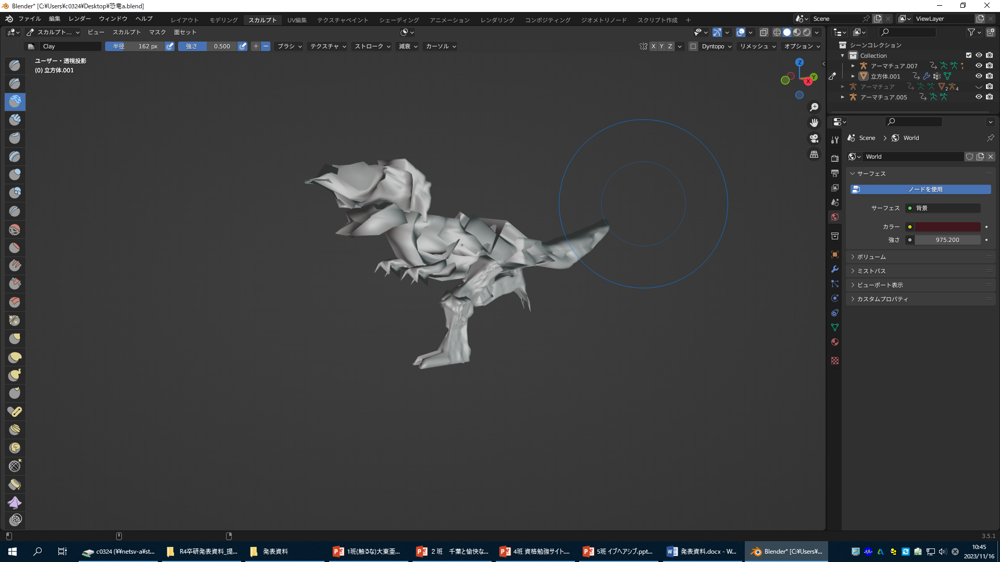 Blender* [C:¥Users¥c0324¥Desktop¥恐竜a.blend]
ファイル 編集 レンダー ウィンドウ ヘルプ レイアウト モデリング スカルプト UV編集 テクスチャペイント シェーディング アニメーション レンダリング コンポジティング ジオメトリノード スクリプト作成 + Scene ViewLayer
スカルプト... ビュー スカルプト マスク 面セット
Clay 半径 162 px 強さ 0.500 ブラシ テクスチャ ストローク 減衰 カーソル X Y Z Dyntopo リメッシュ オプション
ユーザー・透視投影
(0) 立方体.001
Z
Y
X
シーンコレクション
Collection
アーマチュア.007
立方体.001
アーマチュア 2 4
アーマチュア.005
Scene > World
World
サーフェス
ノードを使用
サーフェス 背景
カラー
強さ 975.200
ボリューム
ミストパス
ビューポート表示
カスタムプロパティ
3.5.1
c0324 (¥¥netsv-a¥st... R4卒研発表資料_提... 発表資料 1班(触るな)大東亜... 2 班 千葉と愉快な... 4班 資格勉強サイト.... 5班 イブヘアシブ.ppt... 発表資料.docx - W... Blender* [C:¥Users¥...
10:45
2023/11/16